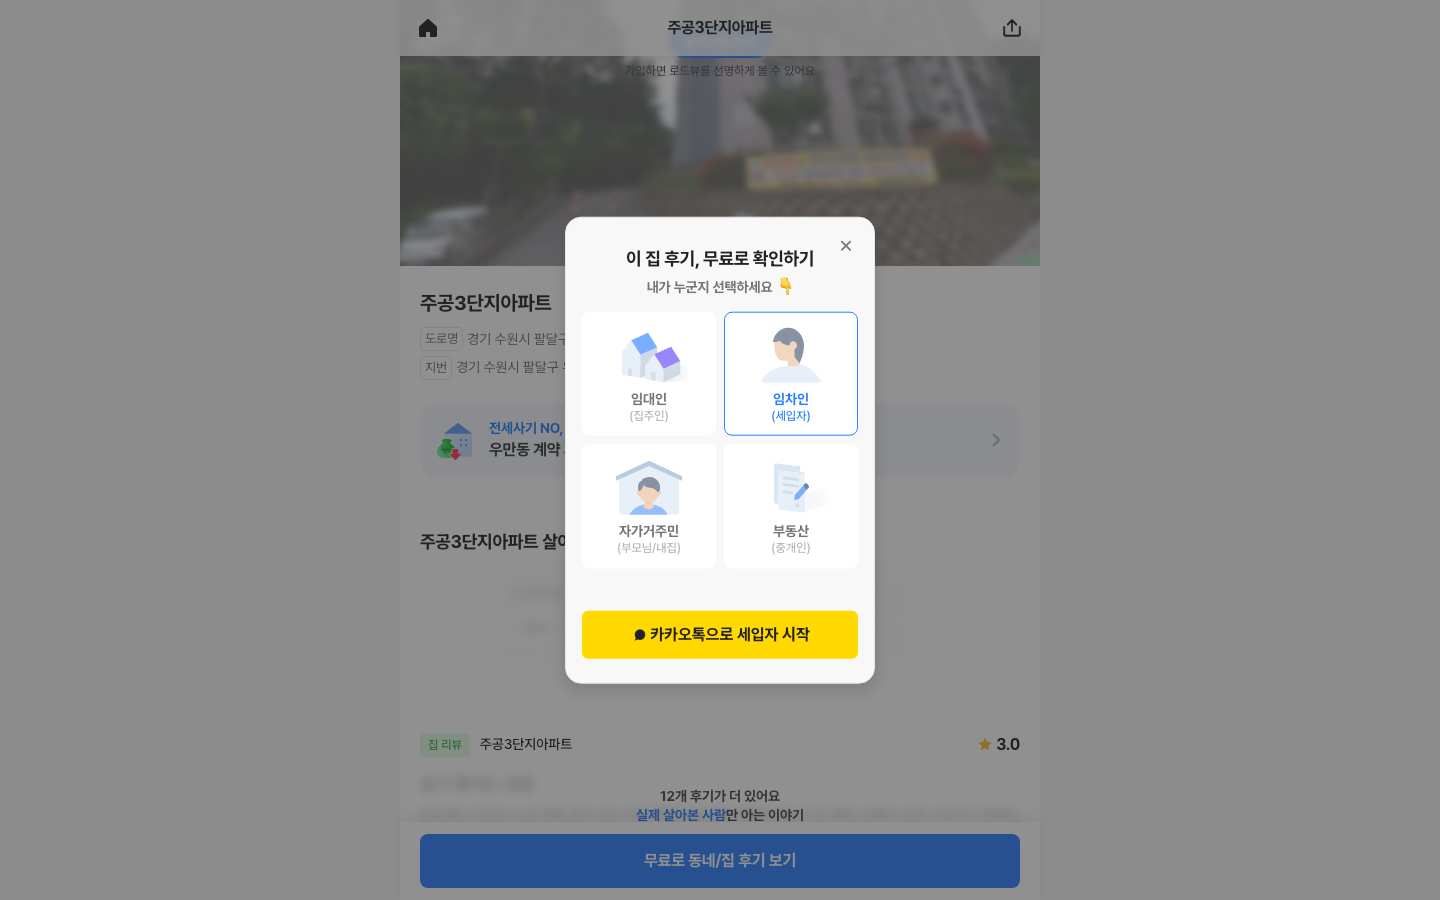 주공3단지아파트
가입하면 로드뷰를 선명하게 볼 수 있어요
이 집 후기, 무료로 확인하기
내가 누군지 선택하세요 👇
임대인
(집주인)
임차인
(세입자)
자가거주민
(부모님/내집)
부동산
(중개인)
카카오톡으로 세입자 시작
주공3단지아파트
도로명 경기 수원시 팔달구
지번 경기 수원시 팔달구
전세사기 NO,
우만동 계약
주공3단지아파트 살아
집 리뷰 주공3단지아파트
3.0
12개 후기가 더 있어요
실제 살아본 사람만 아는 이야기
무료로 동네/집 후기 보기